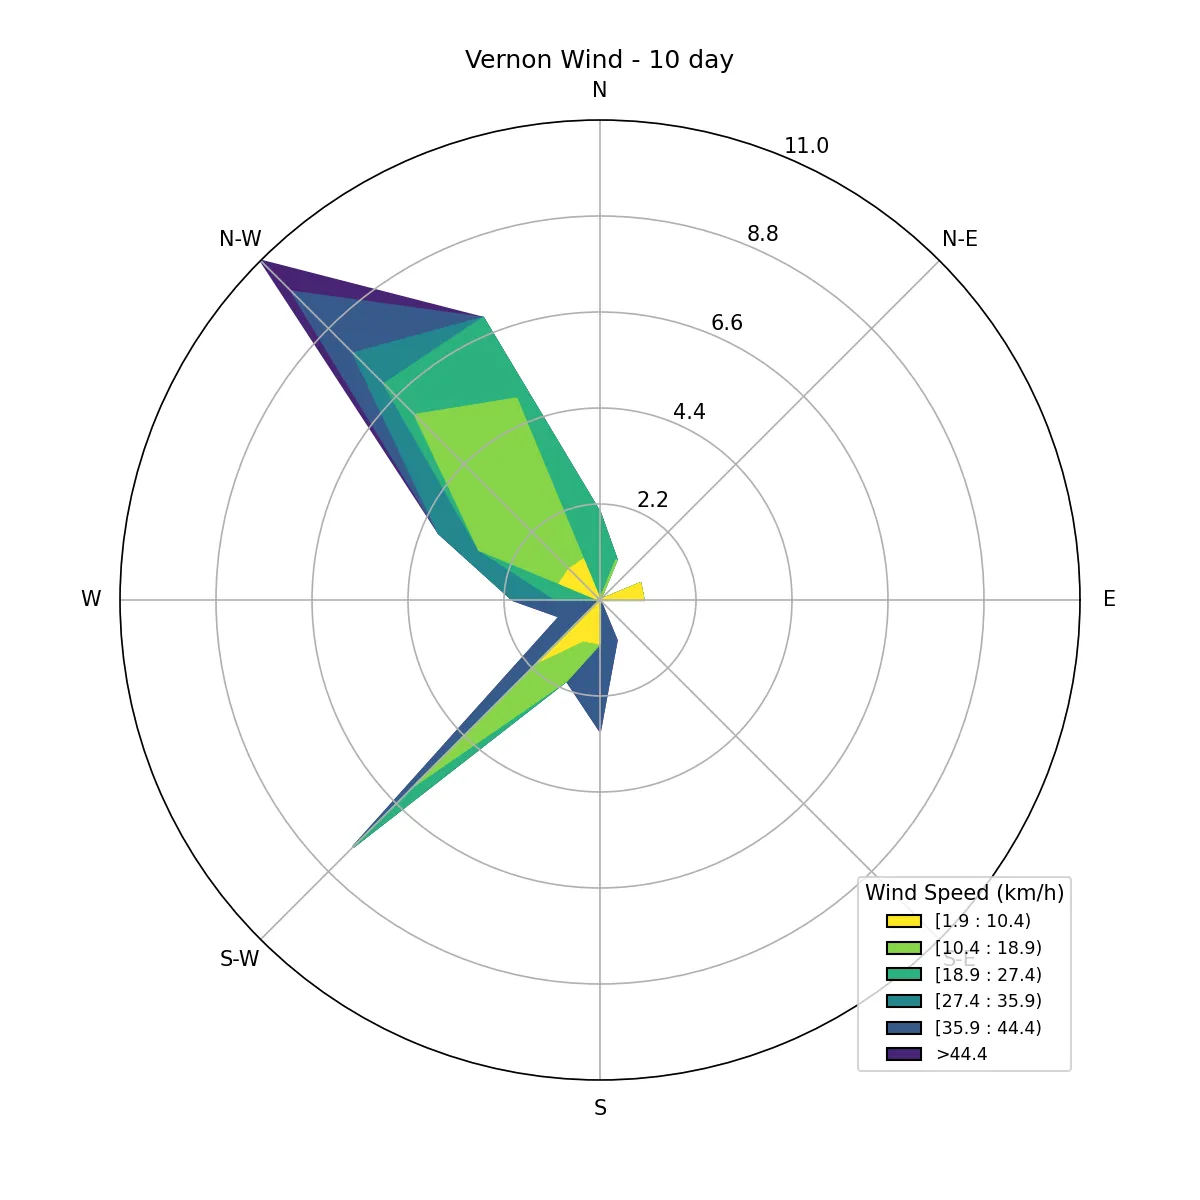 Vernon Wind - 10 day
N
11.0
8.8
N-W
N-E
6.6
4.4
2.2
W
E
Wind Speed (km/h)
[1.9 : 10.4)
[10.4 : 18.9)
S-W
S-E
[18.9 : 27.4)
[27.4 : 35.9)
[35.9 : 44.4)
>44.4
S